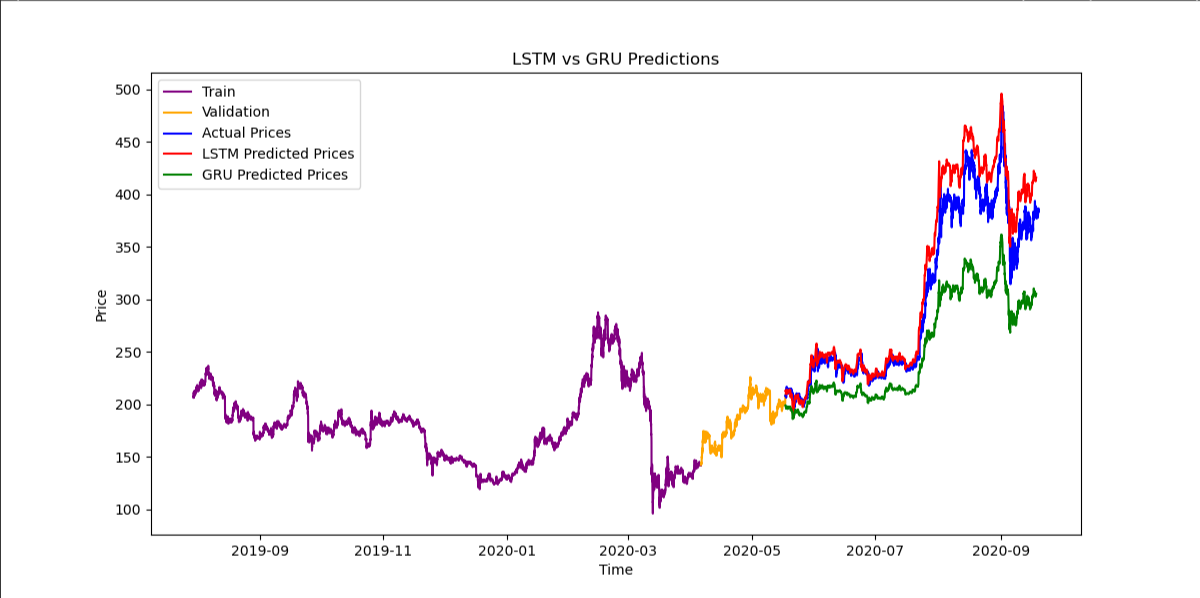 LSTM vs GRU Predictions
Train
Validation
Actual Prices
LSTM Predicted Prices
GRU Predicted Prices
500
450
400
350
300
250
200
150
100
Price
2019-09 2019-11 2020-01 2020-03 2020-05 2020-07 2020-09
Time